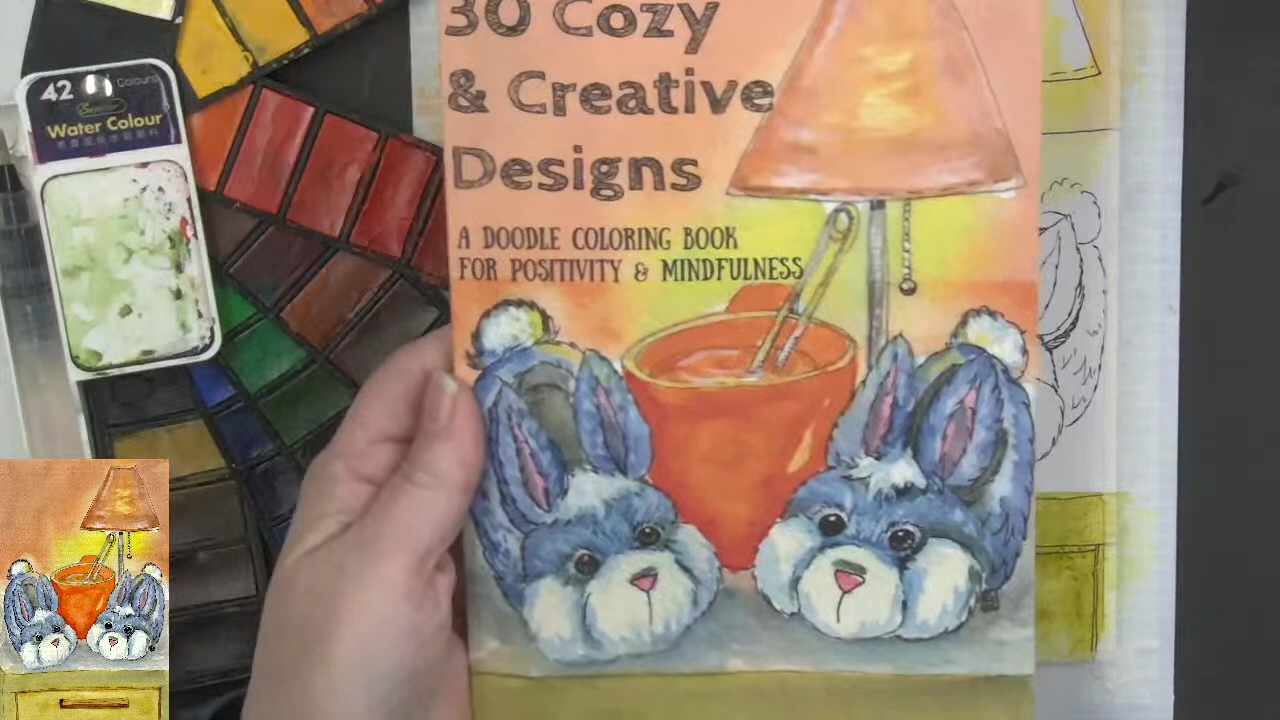 30 Cozy
& Creative
Designs
A DOODLE COLORING BOOK
FOR POSITIVITY & MINDFULNESS
42 Colours
Water Colour